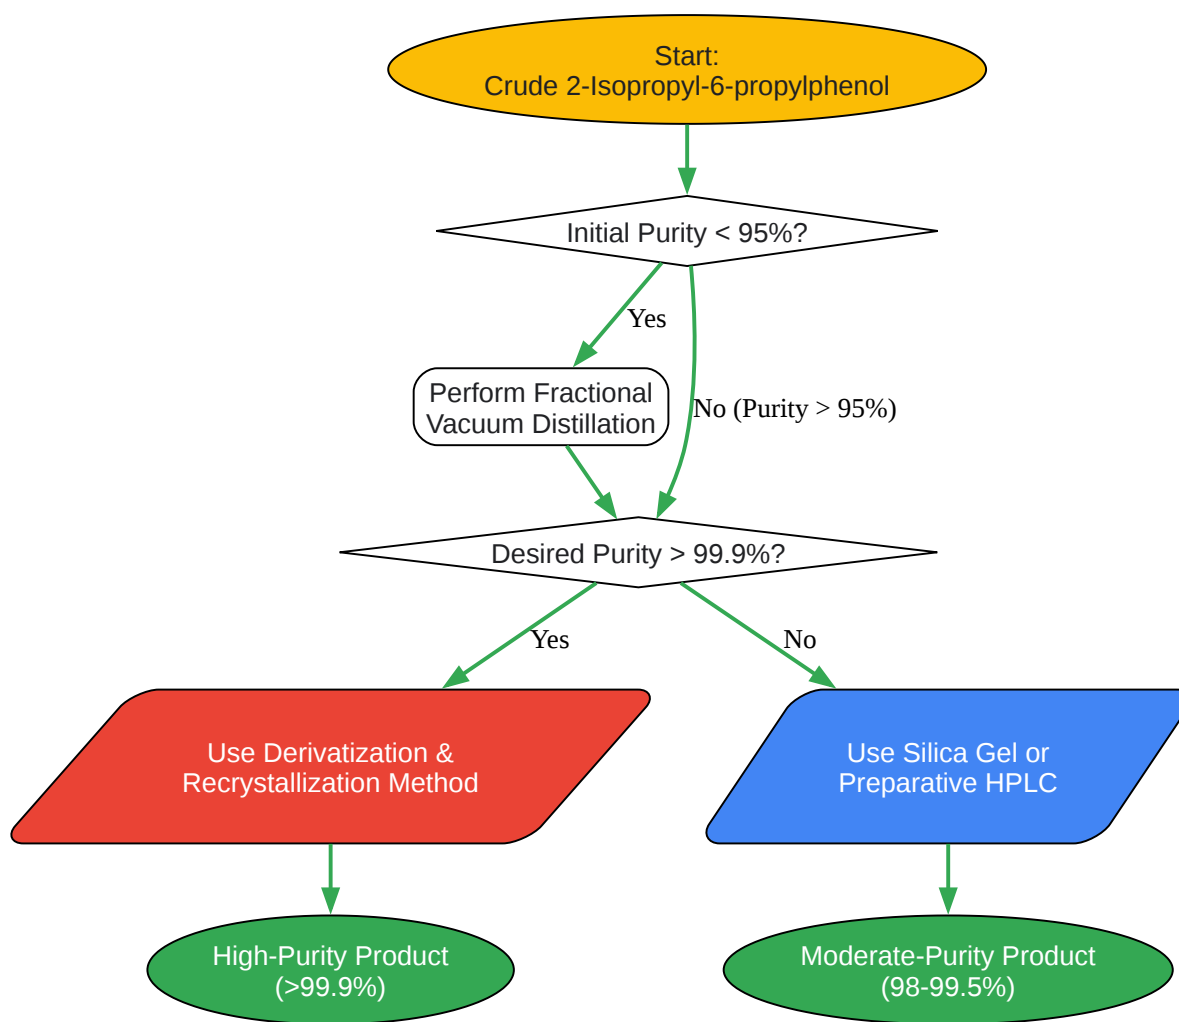 Start:
Crude 2-Isopropyl-6-propylphenol
Initial Purity < 95%?
Yes
Perform Fractional
Vacuum Distillation
No (Purity > 95%)
Desired Purity > 99.9%?
Yes
No
Use Derivatization &
Recrystallization Method
Use Silica Gel or
Preparative HPLC
High-Purity Product
(>99.9%)
Moderate-Purity Product
(98-99.5%)